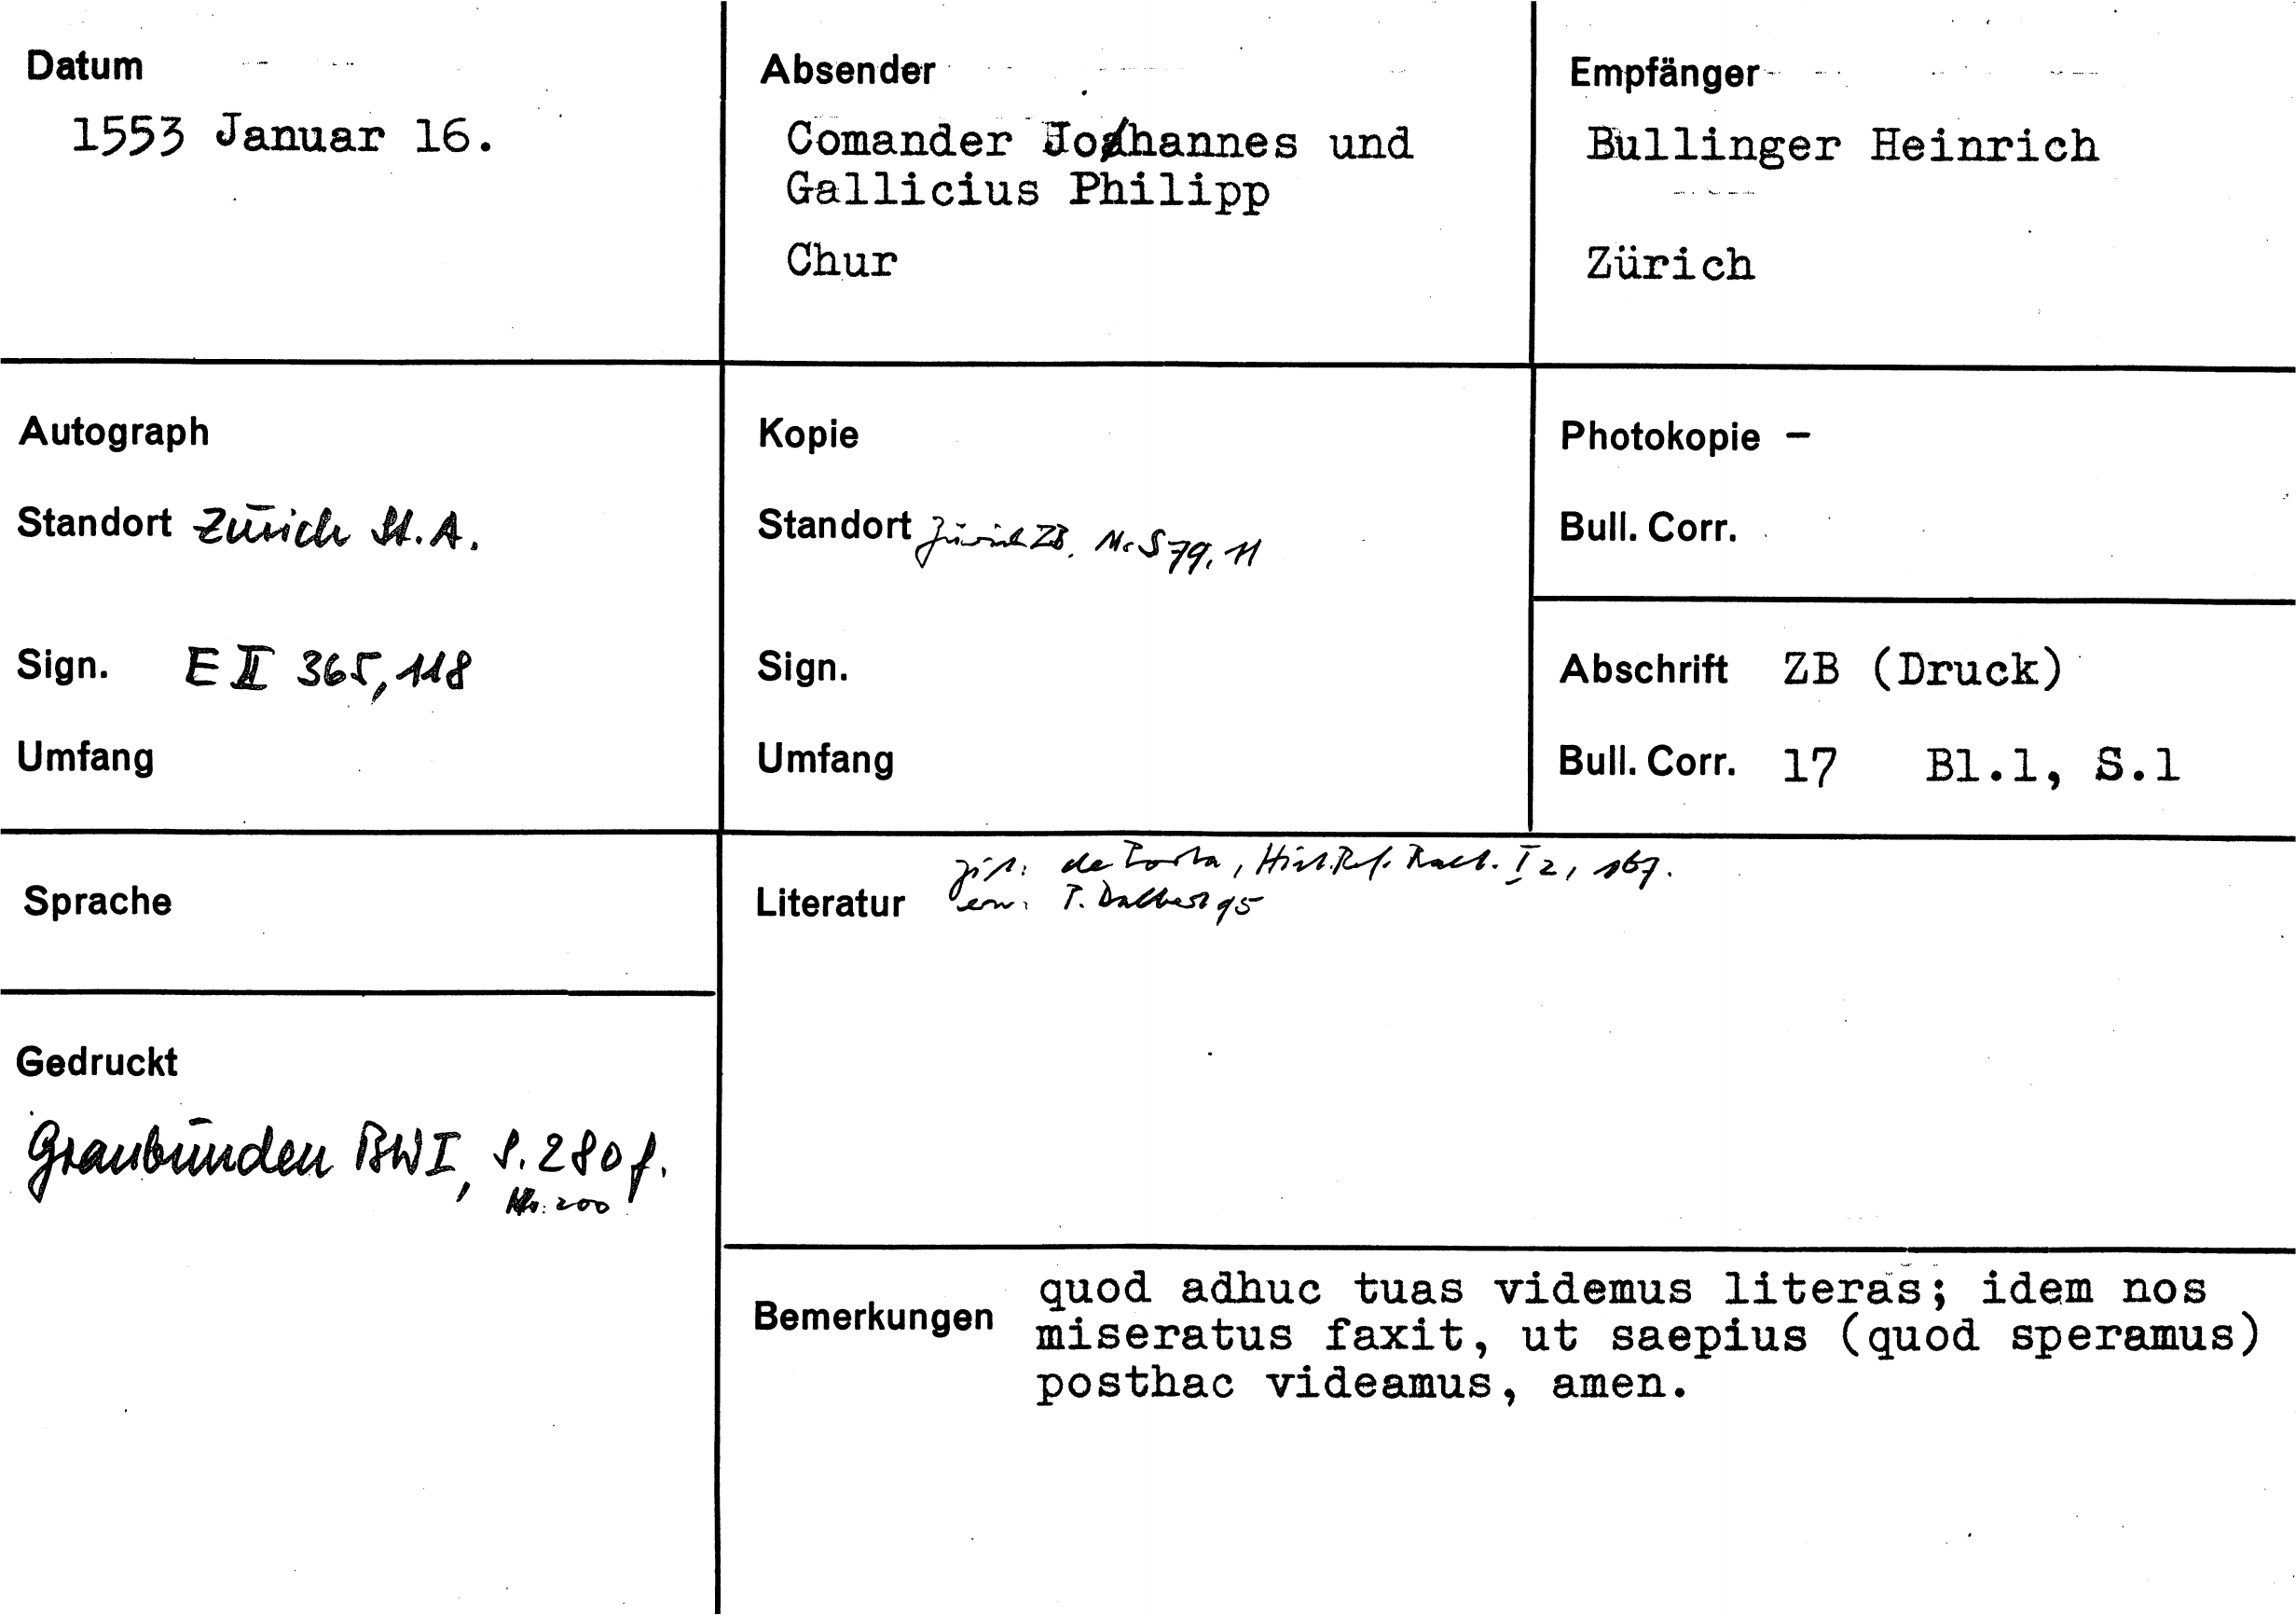 Datum
1553 Januar 16.
Absender
Comander Johannes und
Gallicius Philipp
Chur
Empfänger
Bullinger Heinrich
Zürich
Autograph
Standort Zürich St.A.
Sign. E II 365,118
Umfang
Kopie
Standort Zürich ZB. Ms S 79, 11
Sign.
Umfang
Photokopie –
Bull. Corr.
Abschrift ZB (Druck)
Bull. Corr. 17 Bl.1, S.1
Sprache
Gedruckt
Graubünden BW I, S. 280 f.
Nr. 200
Literatur
zit.: de Porta, Hist. Ref. Raet. I 2, 167.
erw.: T. 95
Bemerkungen
quod adhuc tuas videmus literas; idem nos
miseratus faxit, ut saepius (quod speramus)
posthac videamus, amen.